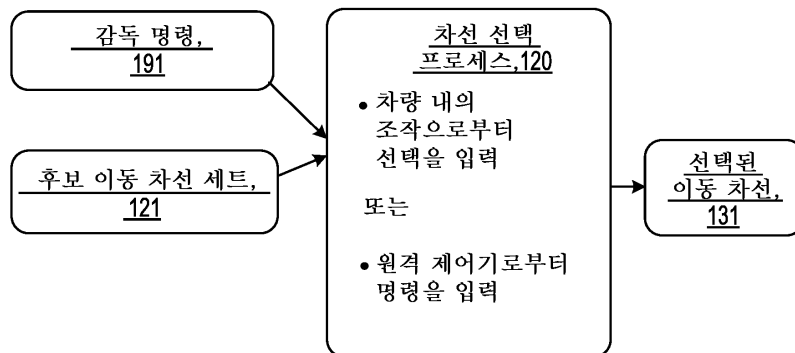 감독 명령,
191
후보 이동 차선 세트,
121
차선 선택
프로세스,120
• 차량 내의
조작으로부터
선택을 입력
또는
• 원격 제어기로부터
명령을 입력
선택된
이동 차선,
131